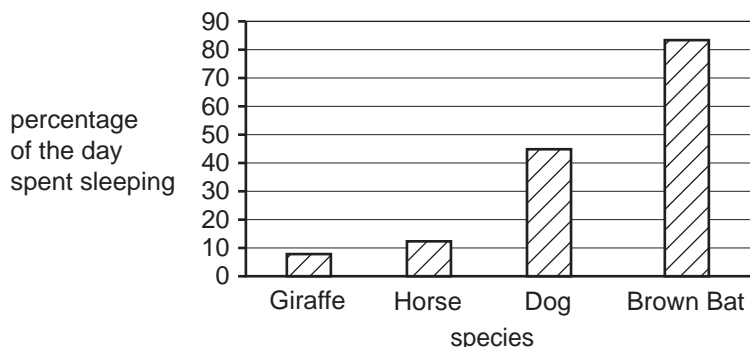 90
80
70
60
50
40
30
20
10
0
percentage
of the day
spent sleeping
Giraffe Horse Dog Brown Bat
species